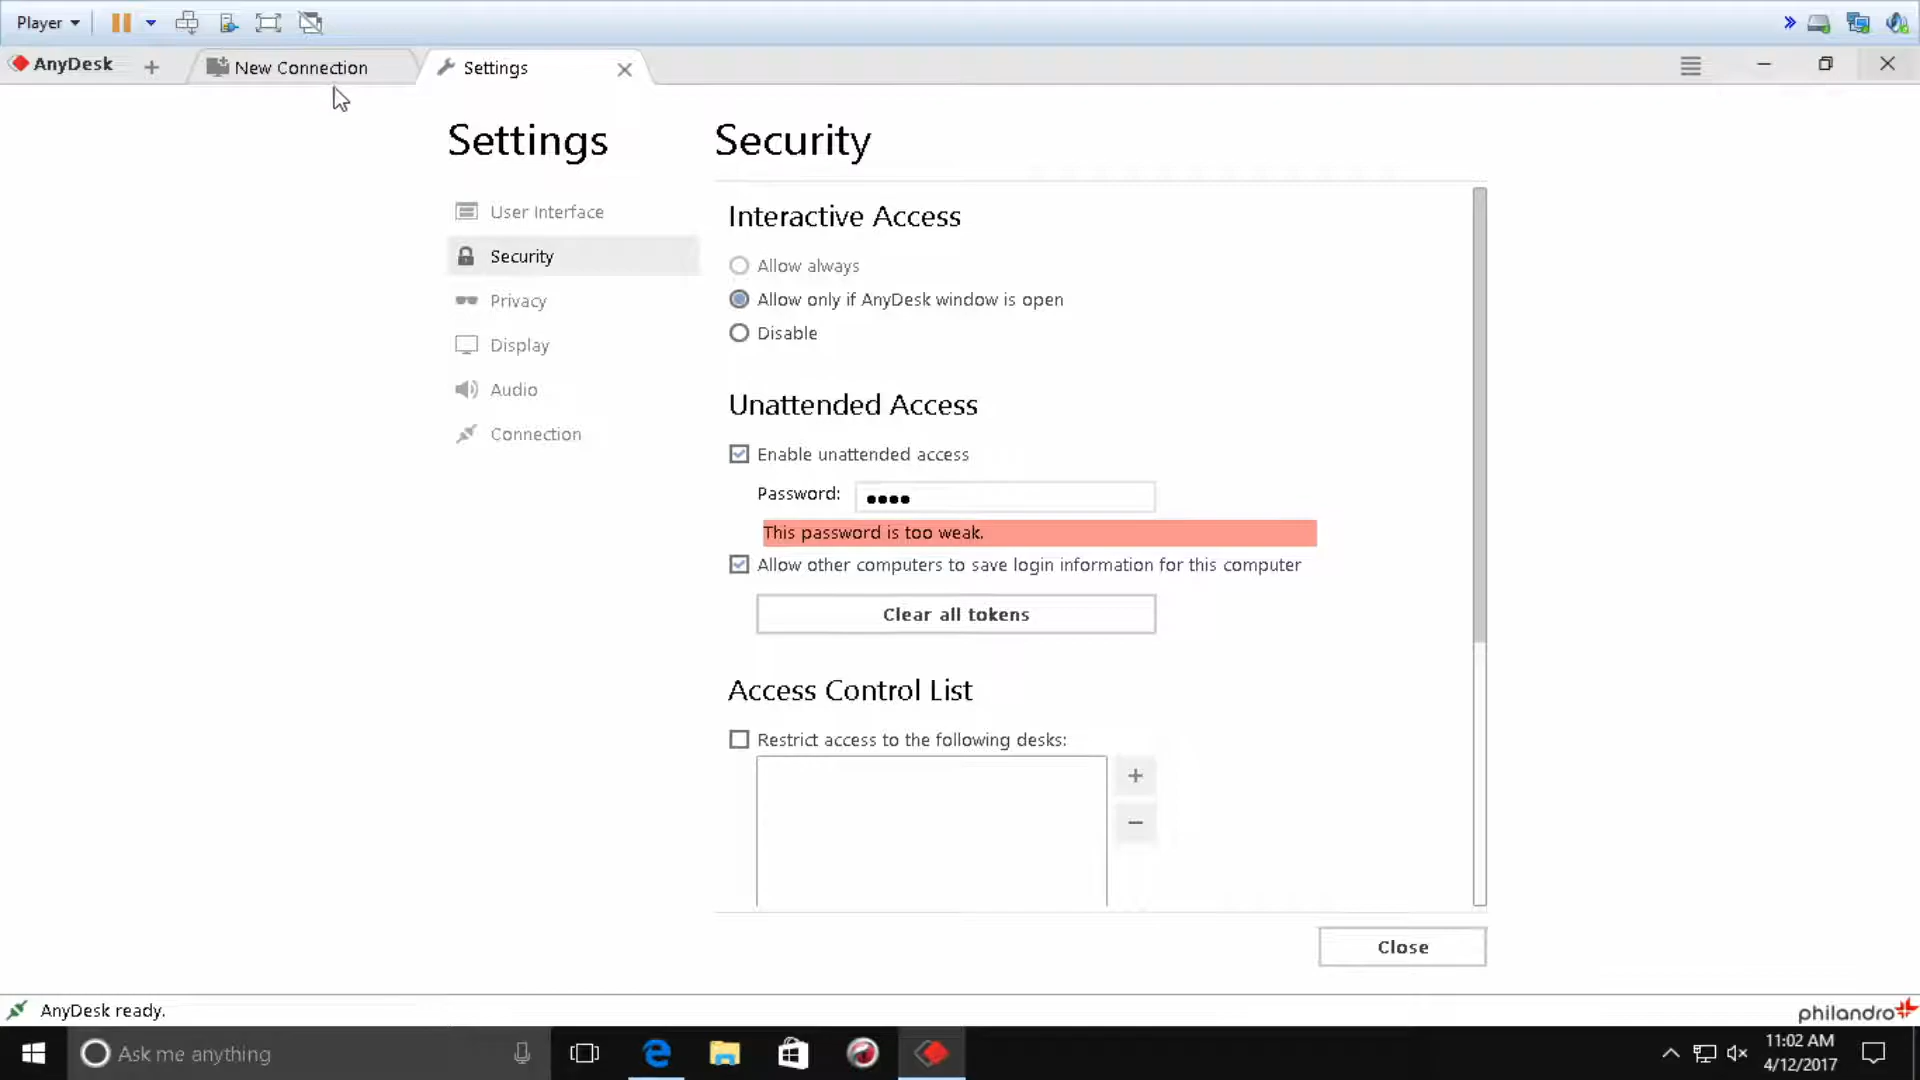 Player
AnyDesk
New Connection
Settings
Settings
Security
User Interface
Security
Privacy
Display
Audio
Connection
Interactive Access
Allow always
Allow only if AnyDesk window is open
Disable
Unattended Access
Enable unattended access
Password:
This password is too weak.
Allow other computers to save login information for this computer
Clear all tokens
Access Control List
Restrict access to the following desks:
Close
AnyDesk ready.
philandro
Ask me anything
11:02 AM
4/12/2017